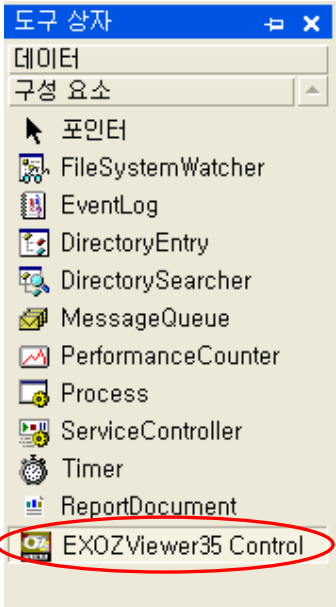 도구 상자
데이터
구성 요소
포인터
FileSystemWatcher
EventLog
DirectoryEntry
DirectorySearcher
MessageQueue
PerformanceCounter
Process
ServiceController
Timer
ReportDocument
EXOZViewer35 Control